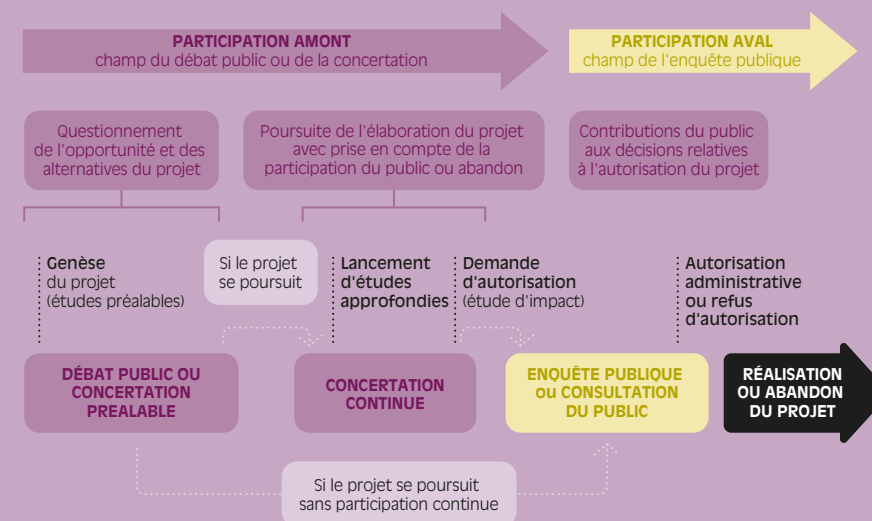 PARTICIPATION AMONT
champ du débat public ou de la concertation
PARTICIPATION AVAL
champ de l'enquête publique
Questionnement
de l'opportunité et des
alternatives du projet
Poursuite de l'élaboration du projet
avec prise en compte de la
participation du public ou abandon
Contributions du public
aux décisions relatives
à l'autorisation du projet
Genèse
du projet
(études préalables)
Si le projet
se poursuit
Lancement
d'études
approfondies
Demande
d'autorisation
(étude d'impact)
Autorisation
administrative
ou refus
d'autorisation
DÉBAT PUBLIC OU
CONCERTATION
PREALABLE
CONCERTATION
CONTINUE
ENQUÊTE PUBLIQUE
ou CONSULTATION
DU PUBLIC
RÉALISATION
OU ABANDON
DU PROJET
Si le projet se poursuit
sans participation continue